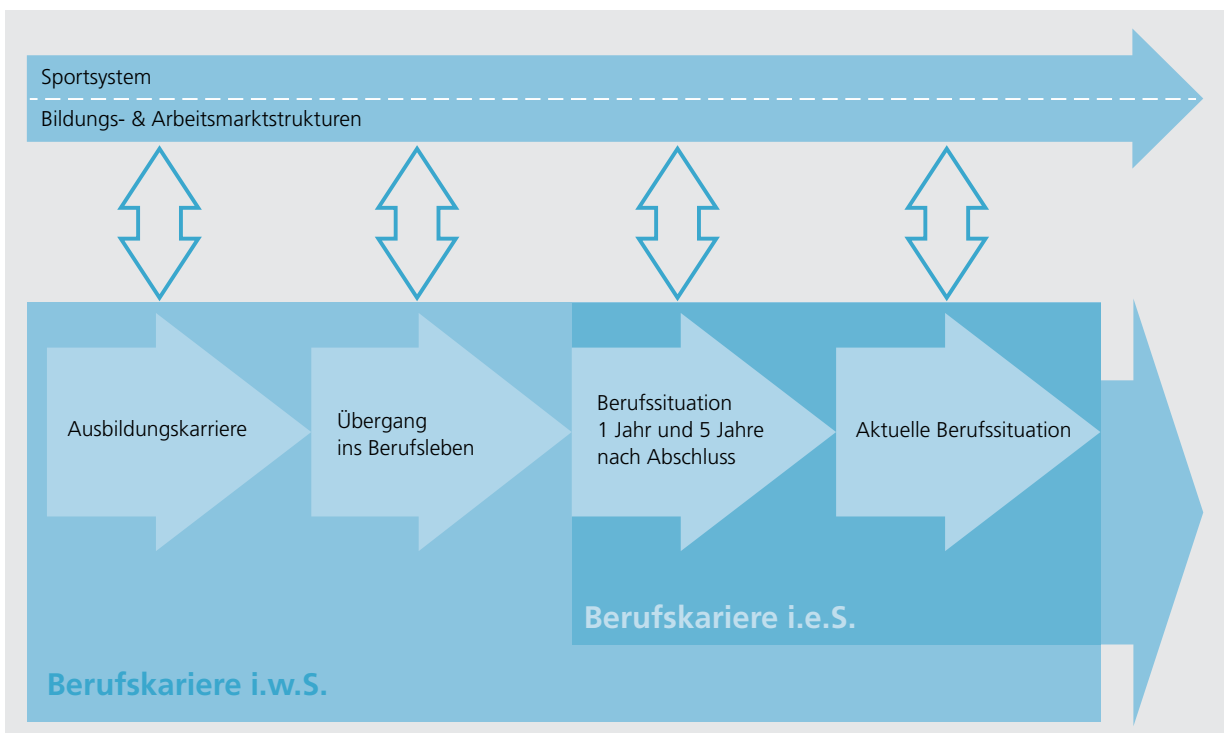 Sportsystem
Bildungs- & Arbeitsmarktstrukturen
Ausbildungskarriere
Übergang
ins Berufsleben
Berufssituation
1 Jahr und 5 Jahre
nach Abschluss
Aktuelle Berufssituation
Berufskariere i.e.S.
Berufskariere i.w.S.